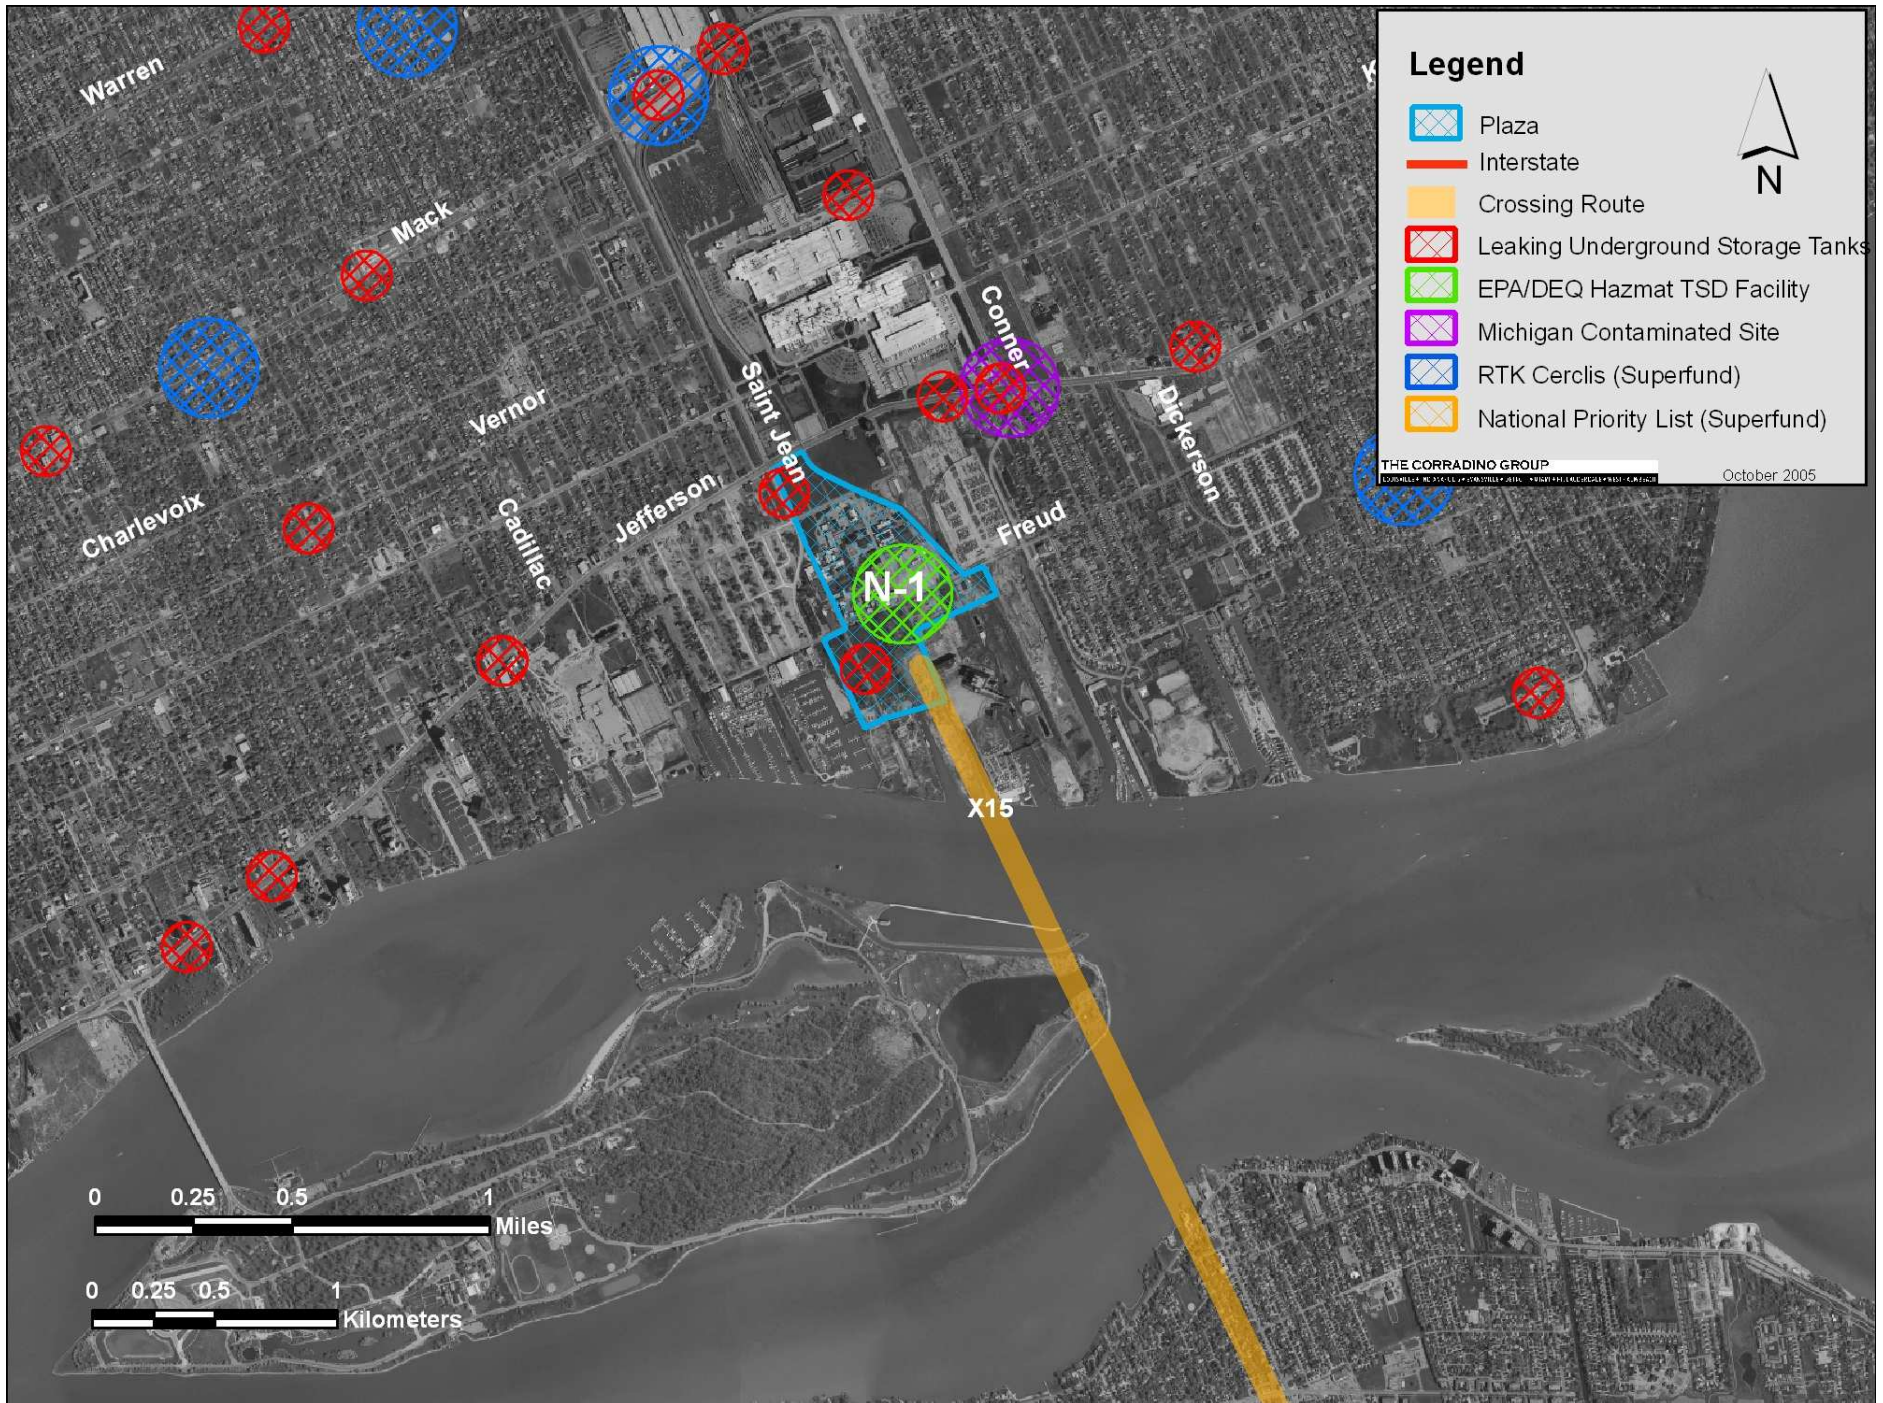 Warren
Mack
Conner
Saint Jean
Vernor
Dickerson
Charlevoix
Cadillac
Jefferson
Freud
N-1
X15
0 0.25 0.5 1
Miles
0 0.25 0.5 1
Kilometers
K
Legend
Plaza
Interstate
Crossing Route
Leaking Underground Storage Tanks
EPA/DEQ Hazmat TSD Facility
Michigan Contaminated Site
RTK Cerclis (Superfund)
National Priority List (Superfund)
N
THE CORRADINO GROUP
October 2005